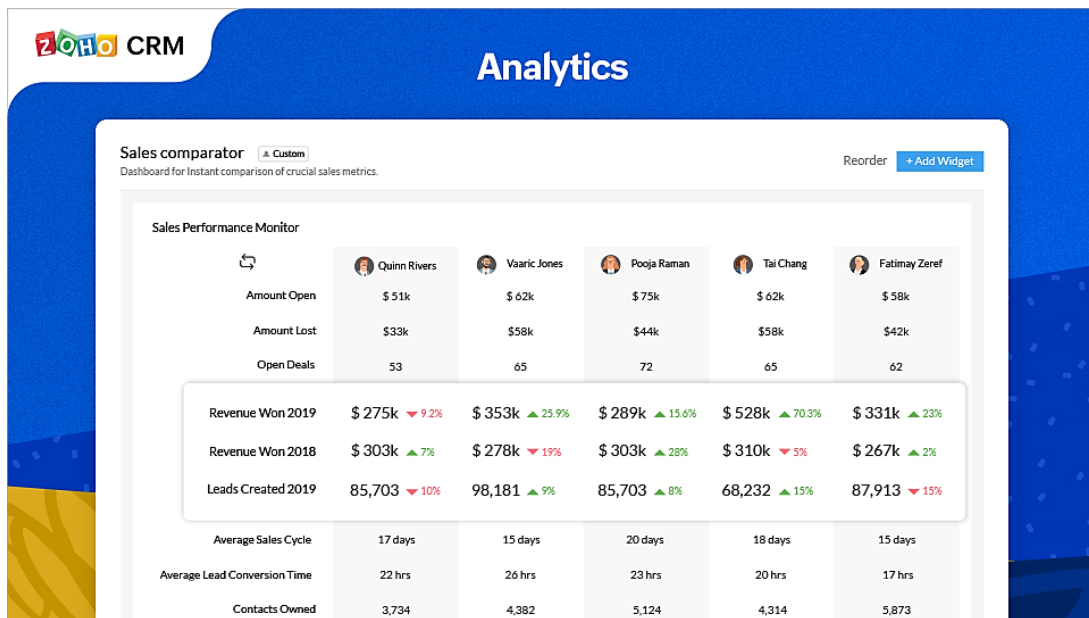 ZOHO CRM
Analytics
Sales comparator Custom
Dashboard for Instant comparison of crucial sales metrics.
Reorder + Add Widget
Sales Performance Monitor
Quinn Rivers Vaaric Jones Pooja Raman Tai Chang Fatimay Zeref
Amount Open $ 51k $ 62k $ 75k $ 62k $ 58k
Amount Lost $33k $58k $44k $58k $42k
Open Deals 53 65 72 65 62
Revenue Won 2019 $ 275k 9.2% $ 353k 25.9% $ 289k 15.6% $ 528k 70.3% $ 331k 23%
Revenue Won 2018 $ 303k 7% $ 278k 19% $ 303k 28% $ 310k 5% $ 267k 2%
Leads Created 2019 85,703 10% 98,181 9% 85,703 8% 68,232 15% 87,913 15%
Average Sales Cycle 17 days 15 days 20 days 18 days 15 days
Average Lead Conversion Time 22 hrs 26 hrs 23 hrs 20 hrs 17 hrs
Contacts Owned 3,734 4,382 5,124 4,314 5,873